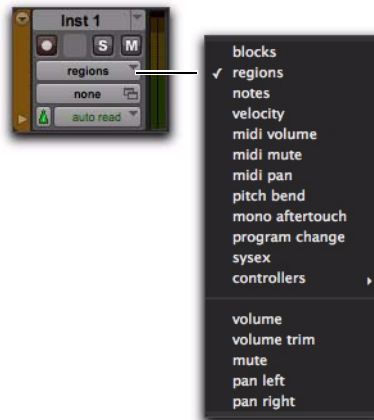 Inst 1
S M
regions
none
auto read
blocks
✓ regions
notes
velocity
midi volume
midi mute
midi pan
pitch bend
mono aftertouch
program change
sysex
controllers
volume
volume trim
mute
pan left
pan right